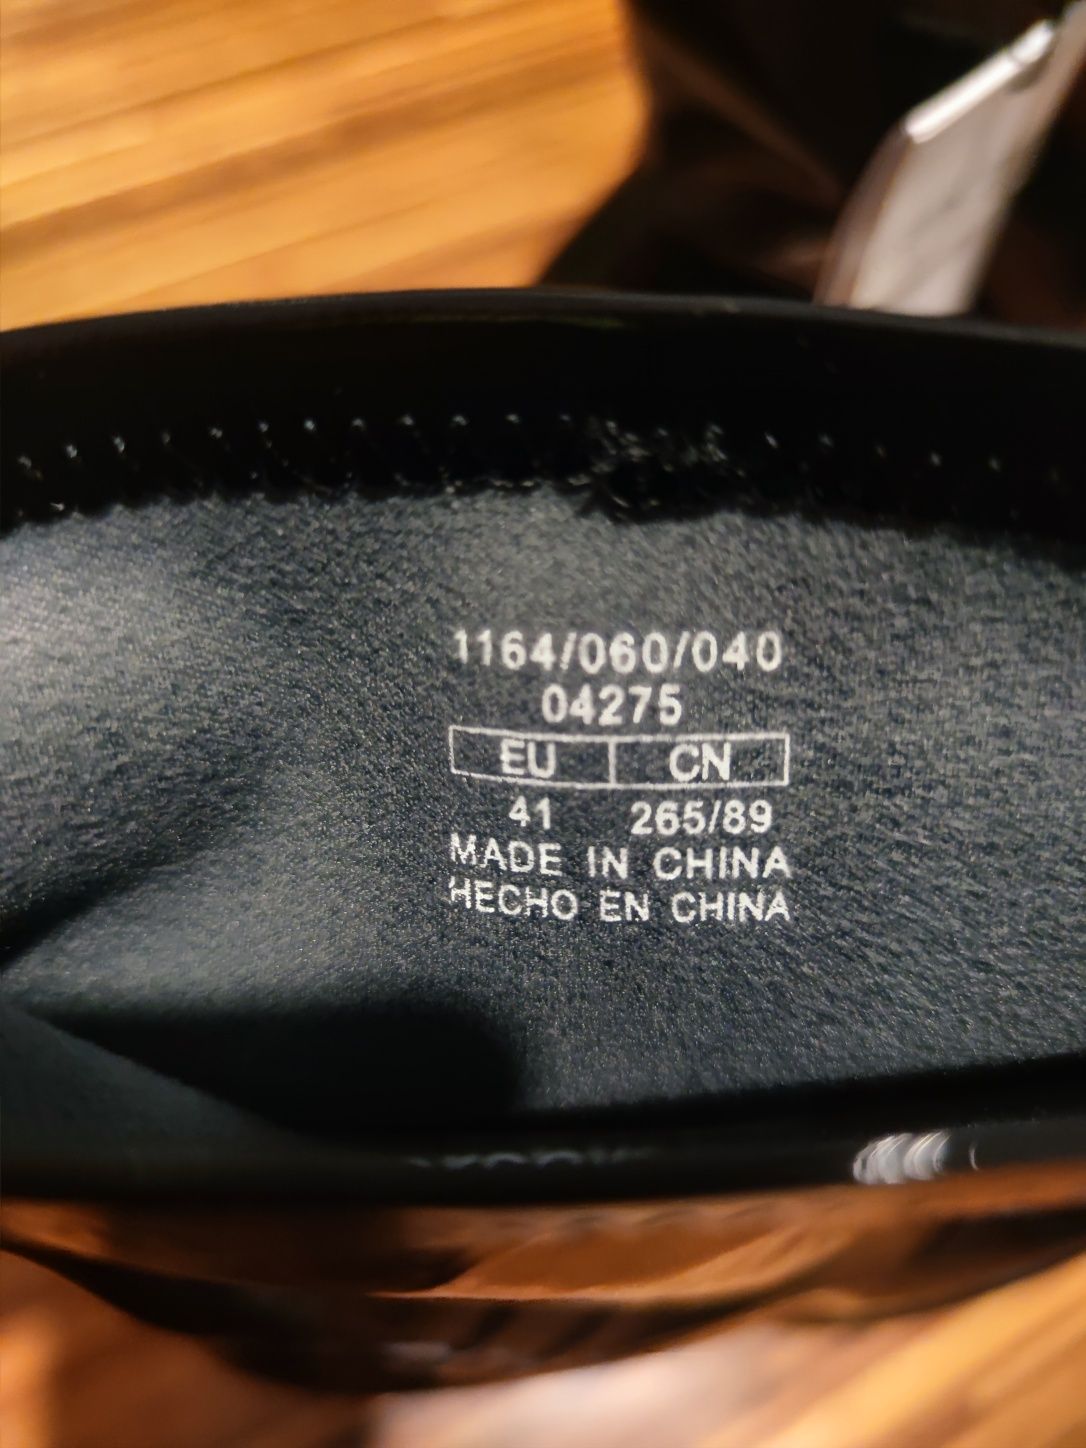 1164/060/040
04275
EU CN
41 265/89
MADE IN CHINA
HECHO EN CHINA